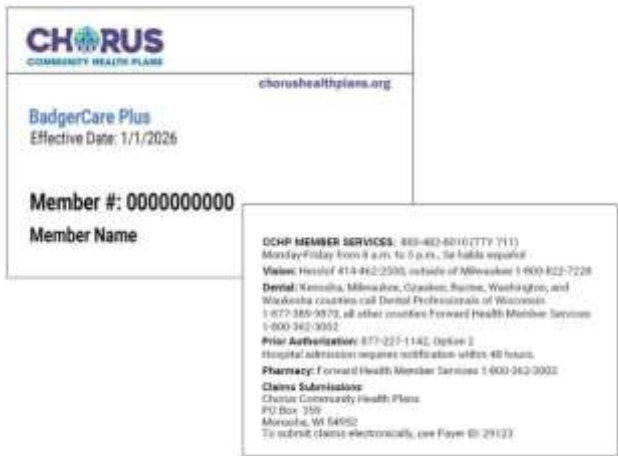 CHORUS
COMMUNITY HEALTH PLANS
chorushealthplans.org
BadgerCare Plus
Effective Date: 1/1/2026
Member #: 0000000000
Member Name
CCHP MEMBER SERVICES: (TTY 711)
Monday-Friday from 8 a.m. to 5 p.m., Se habla español
Vision: Herslof 414-462-2500, outside of Milwaukee 1-800-822-7228
Dental: Kenosha, Milwaukee, Ozaukee, Racine, Washington, and
Waukesha counties call Dental Professionals of Wisconsin
1-877-389-9870, all other counties Forward Health Member Services
1-800-362-3002
Prior Authorization: 877-227-1142, Option 2
Hospital admission requires notification within 48 hours.
Pharmacy: Forward Health Member Services 1-800-362-3002
Claims Submissions
Chorus Community Health Plans
PO Box 359
Menasha, WI 54952
To submit claims electronically, use Payer ID: 29123